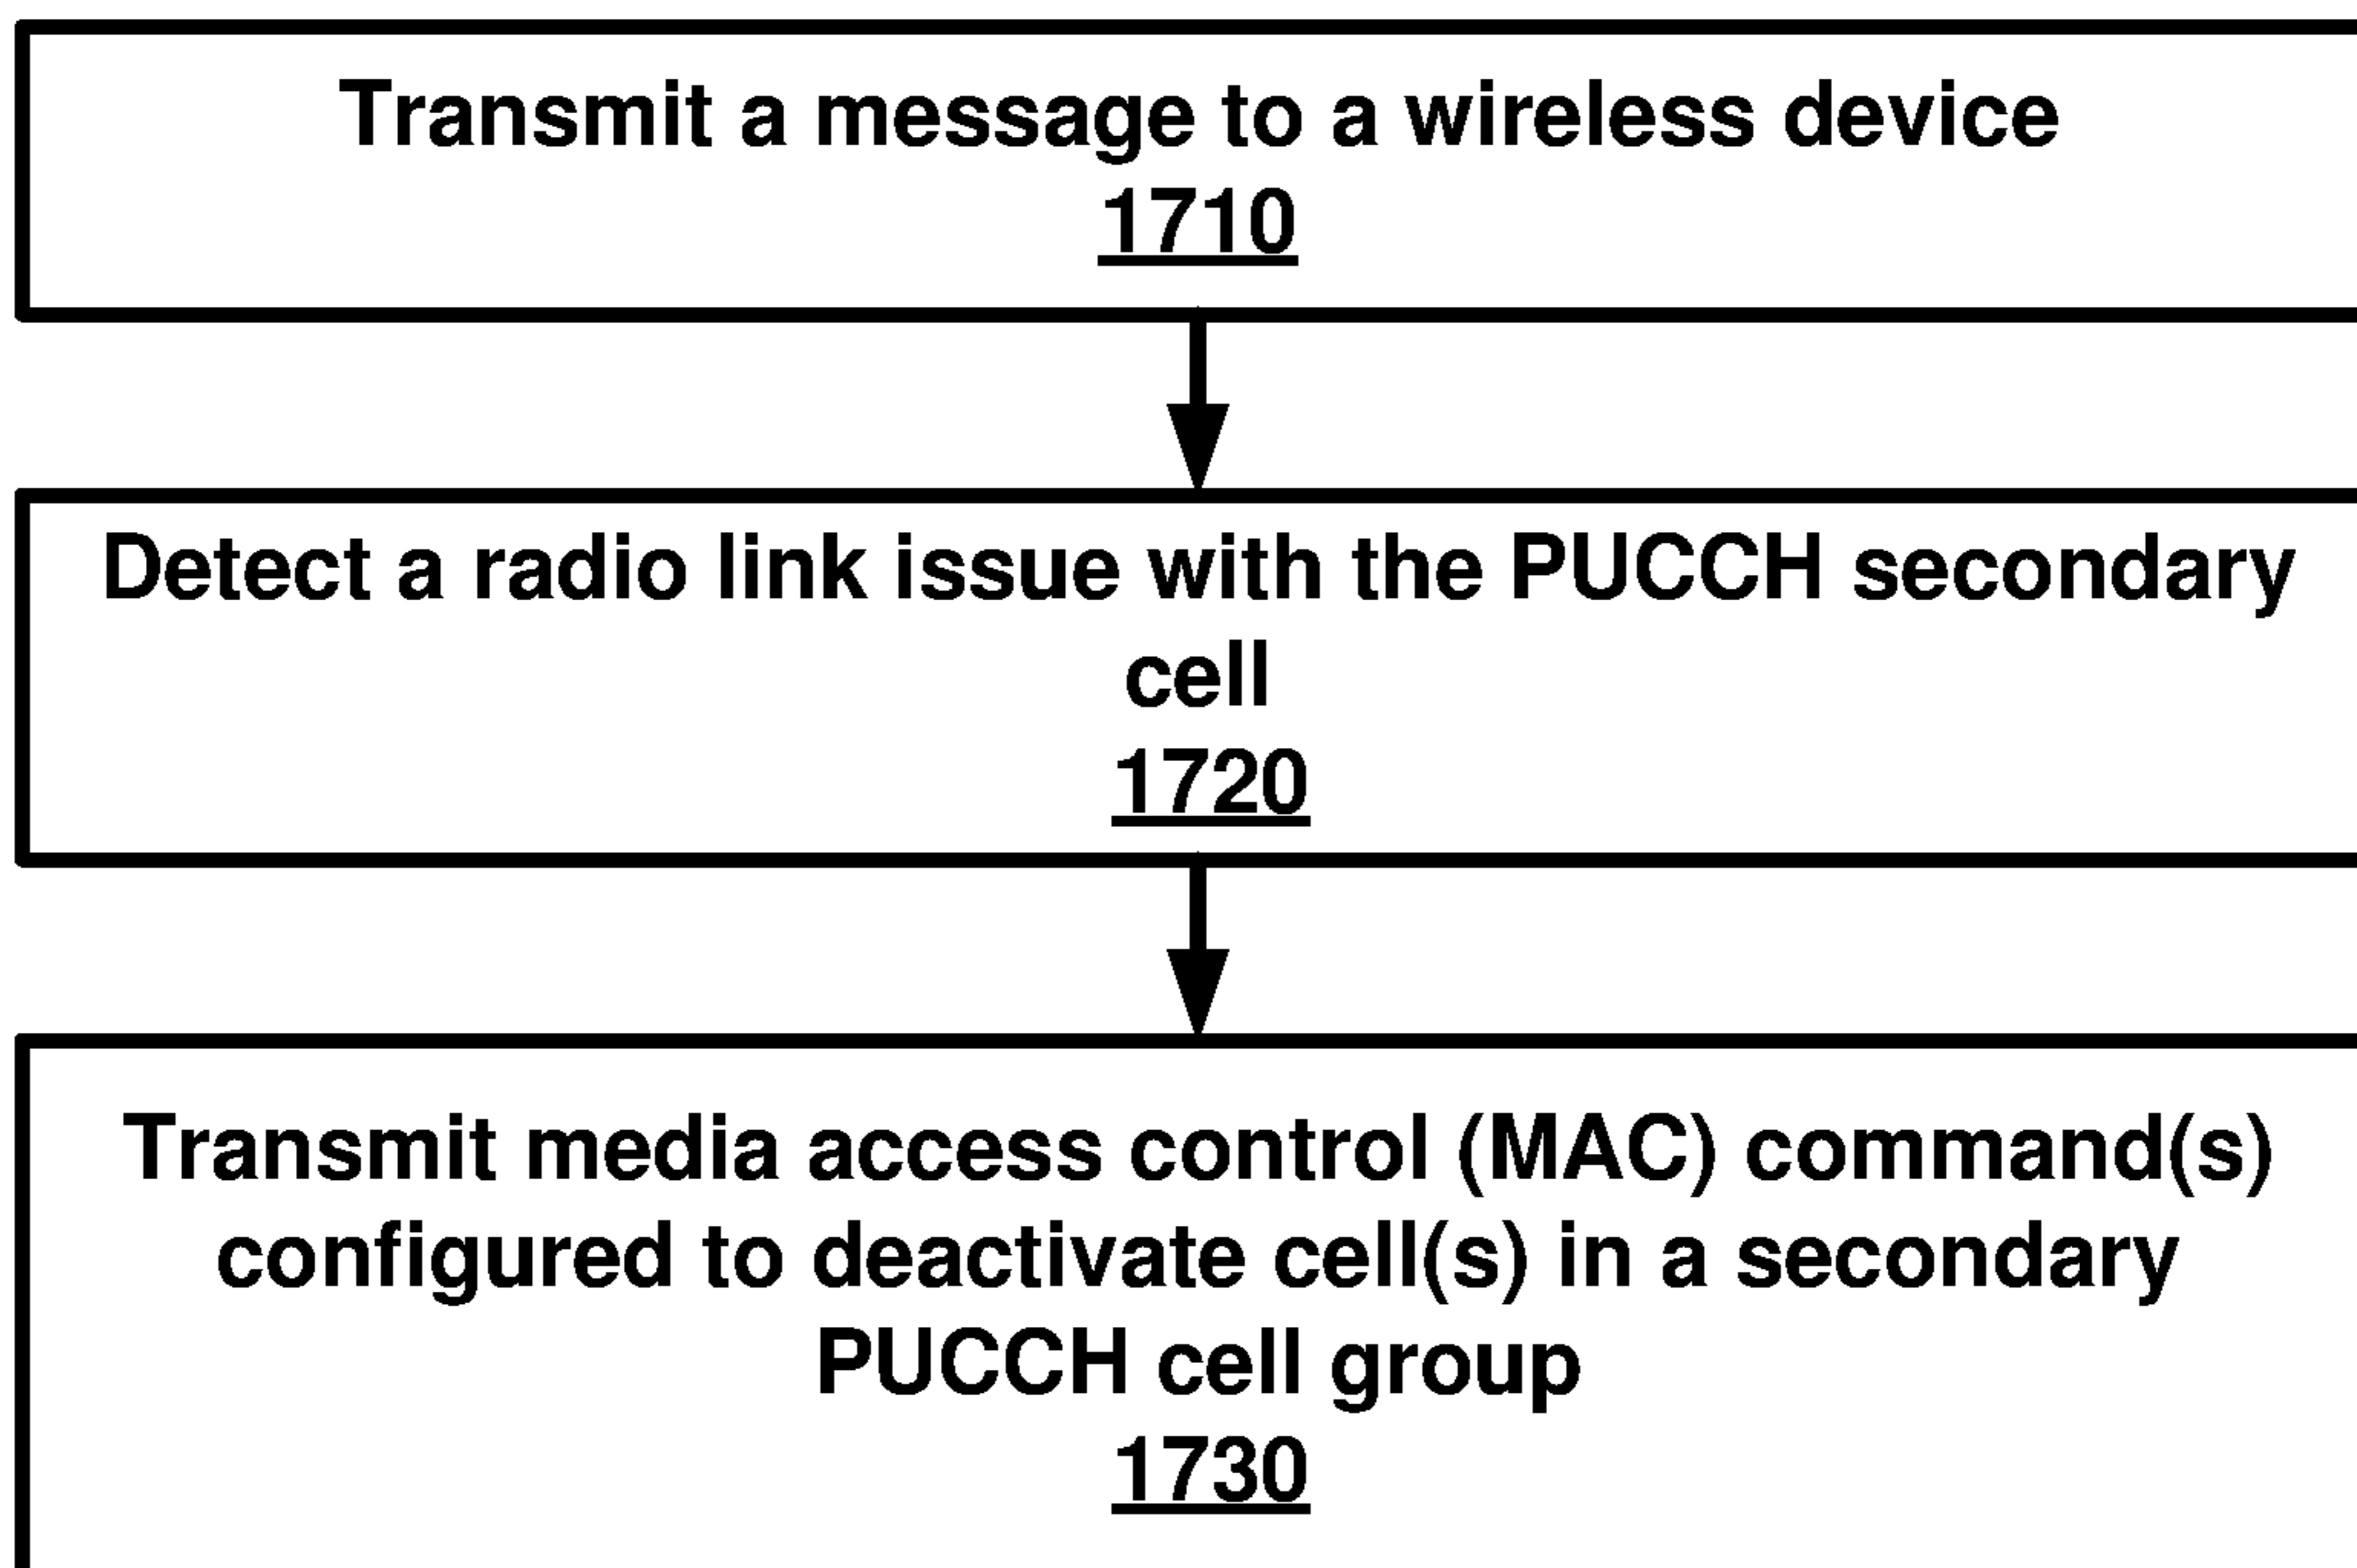 Transmit a message to a wireless device
1710
Detect a radio link issue with the PUCCH secondary
cell
1720
Transmit media access control (MAC) command(s)
configured to deactivate cell(s) in a secondary
PUCCH cell group
1730